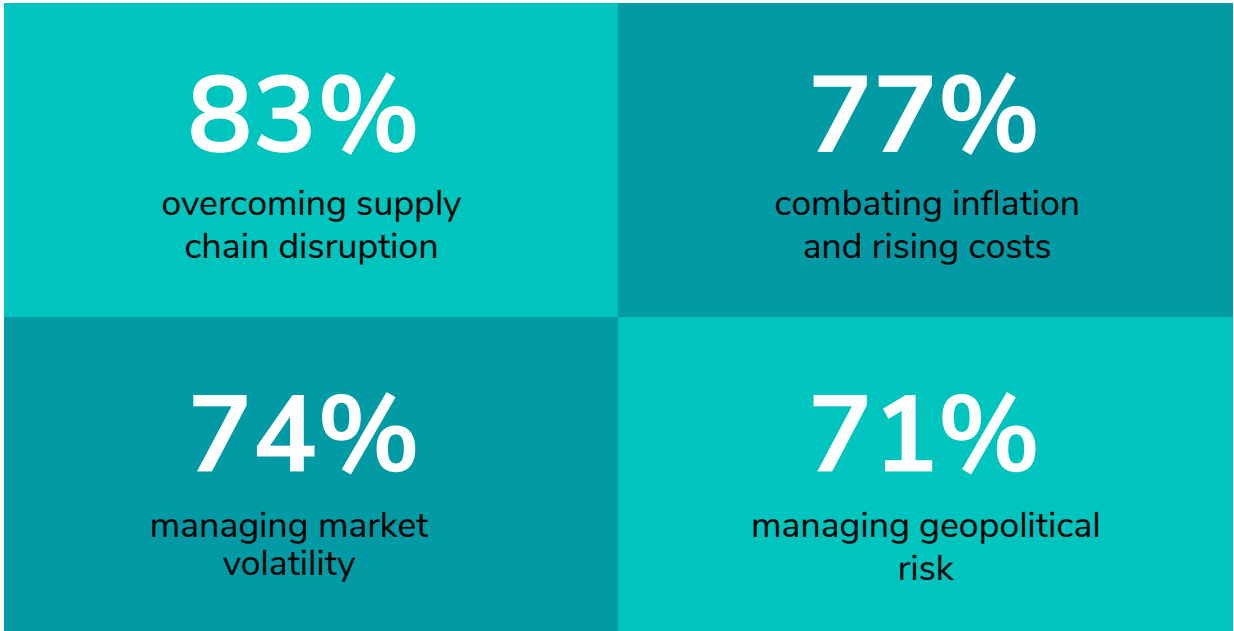 83%
overcoming supply
chain disruption
77%
combating inflation
and rising costs
74%
managing market
volatility
71%
managing geopolitical
risk